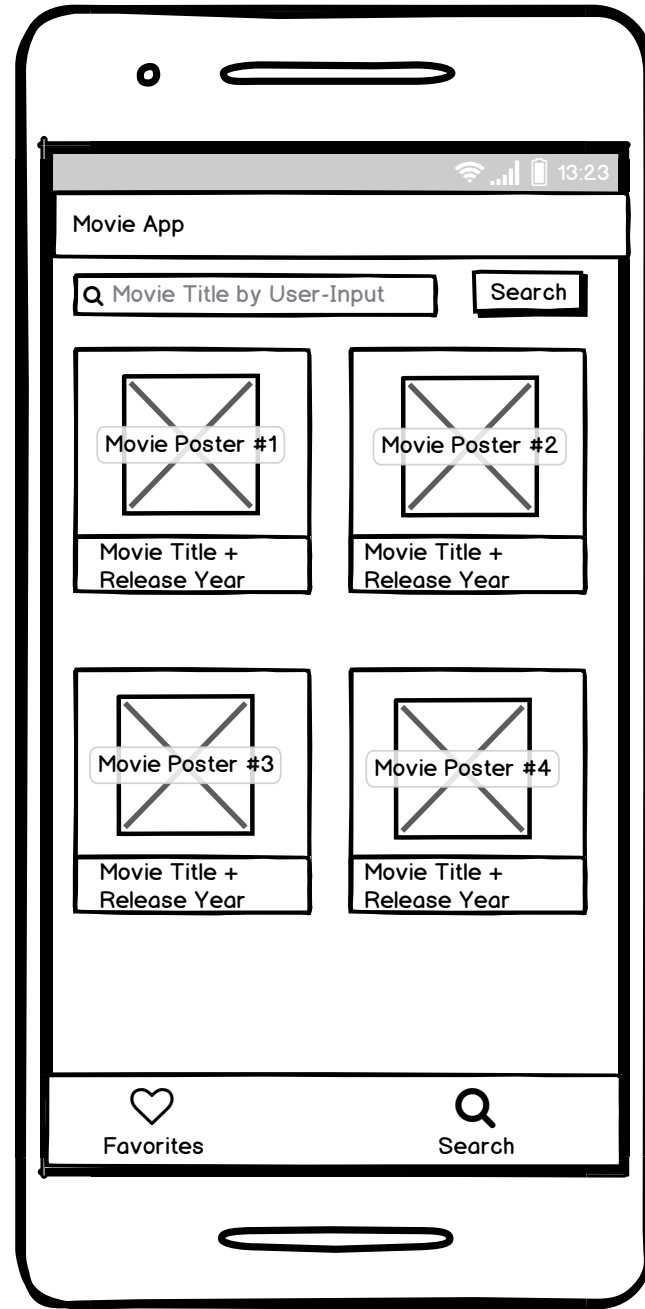 13:23
Movie App
Movie Title by User-Input
Search
Movie Poster #1
Movie Poster #2
Movie Title +
Release Year
Movie Title +
Release Year
Movie Poster #3
Movie Poster #4
Movie Title +
Release Year
Movie Title +
Release Year
Favorites
Search